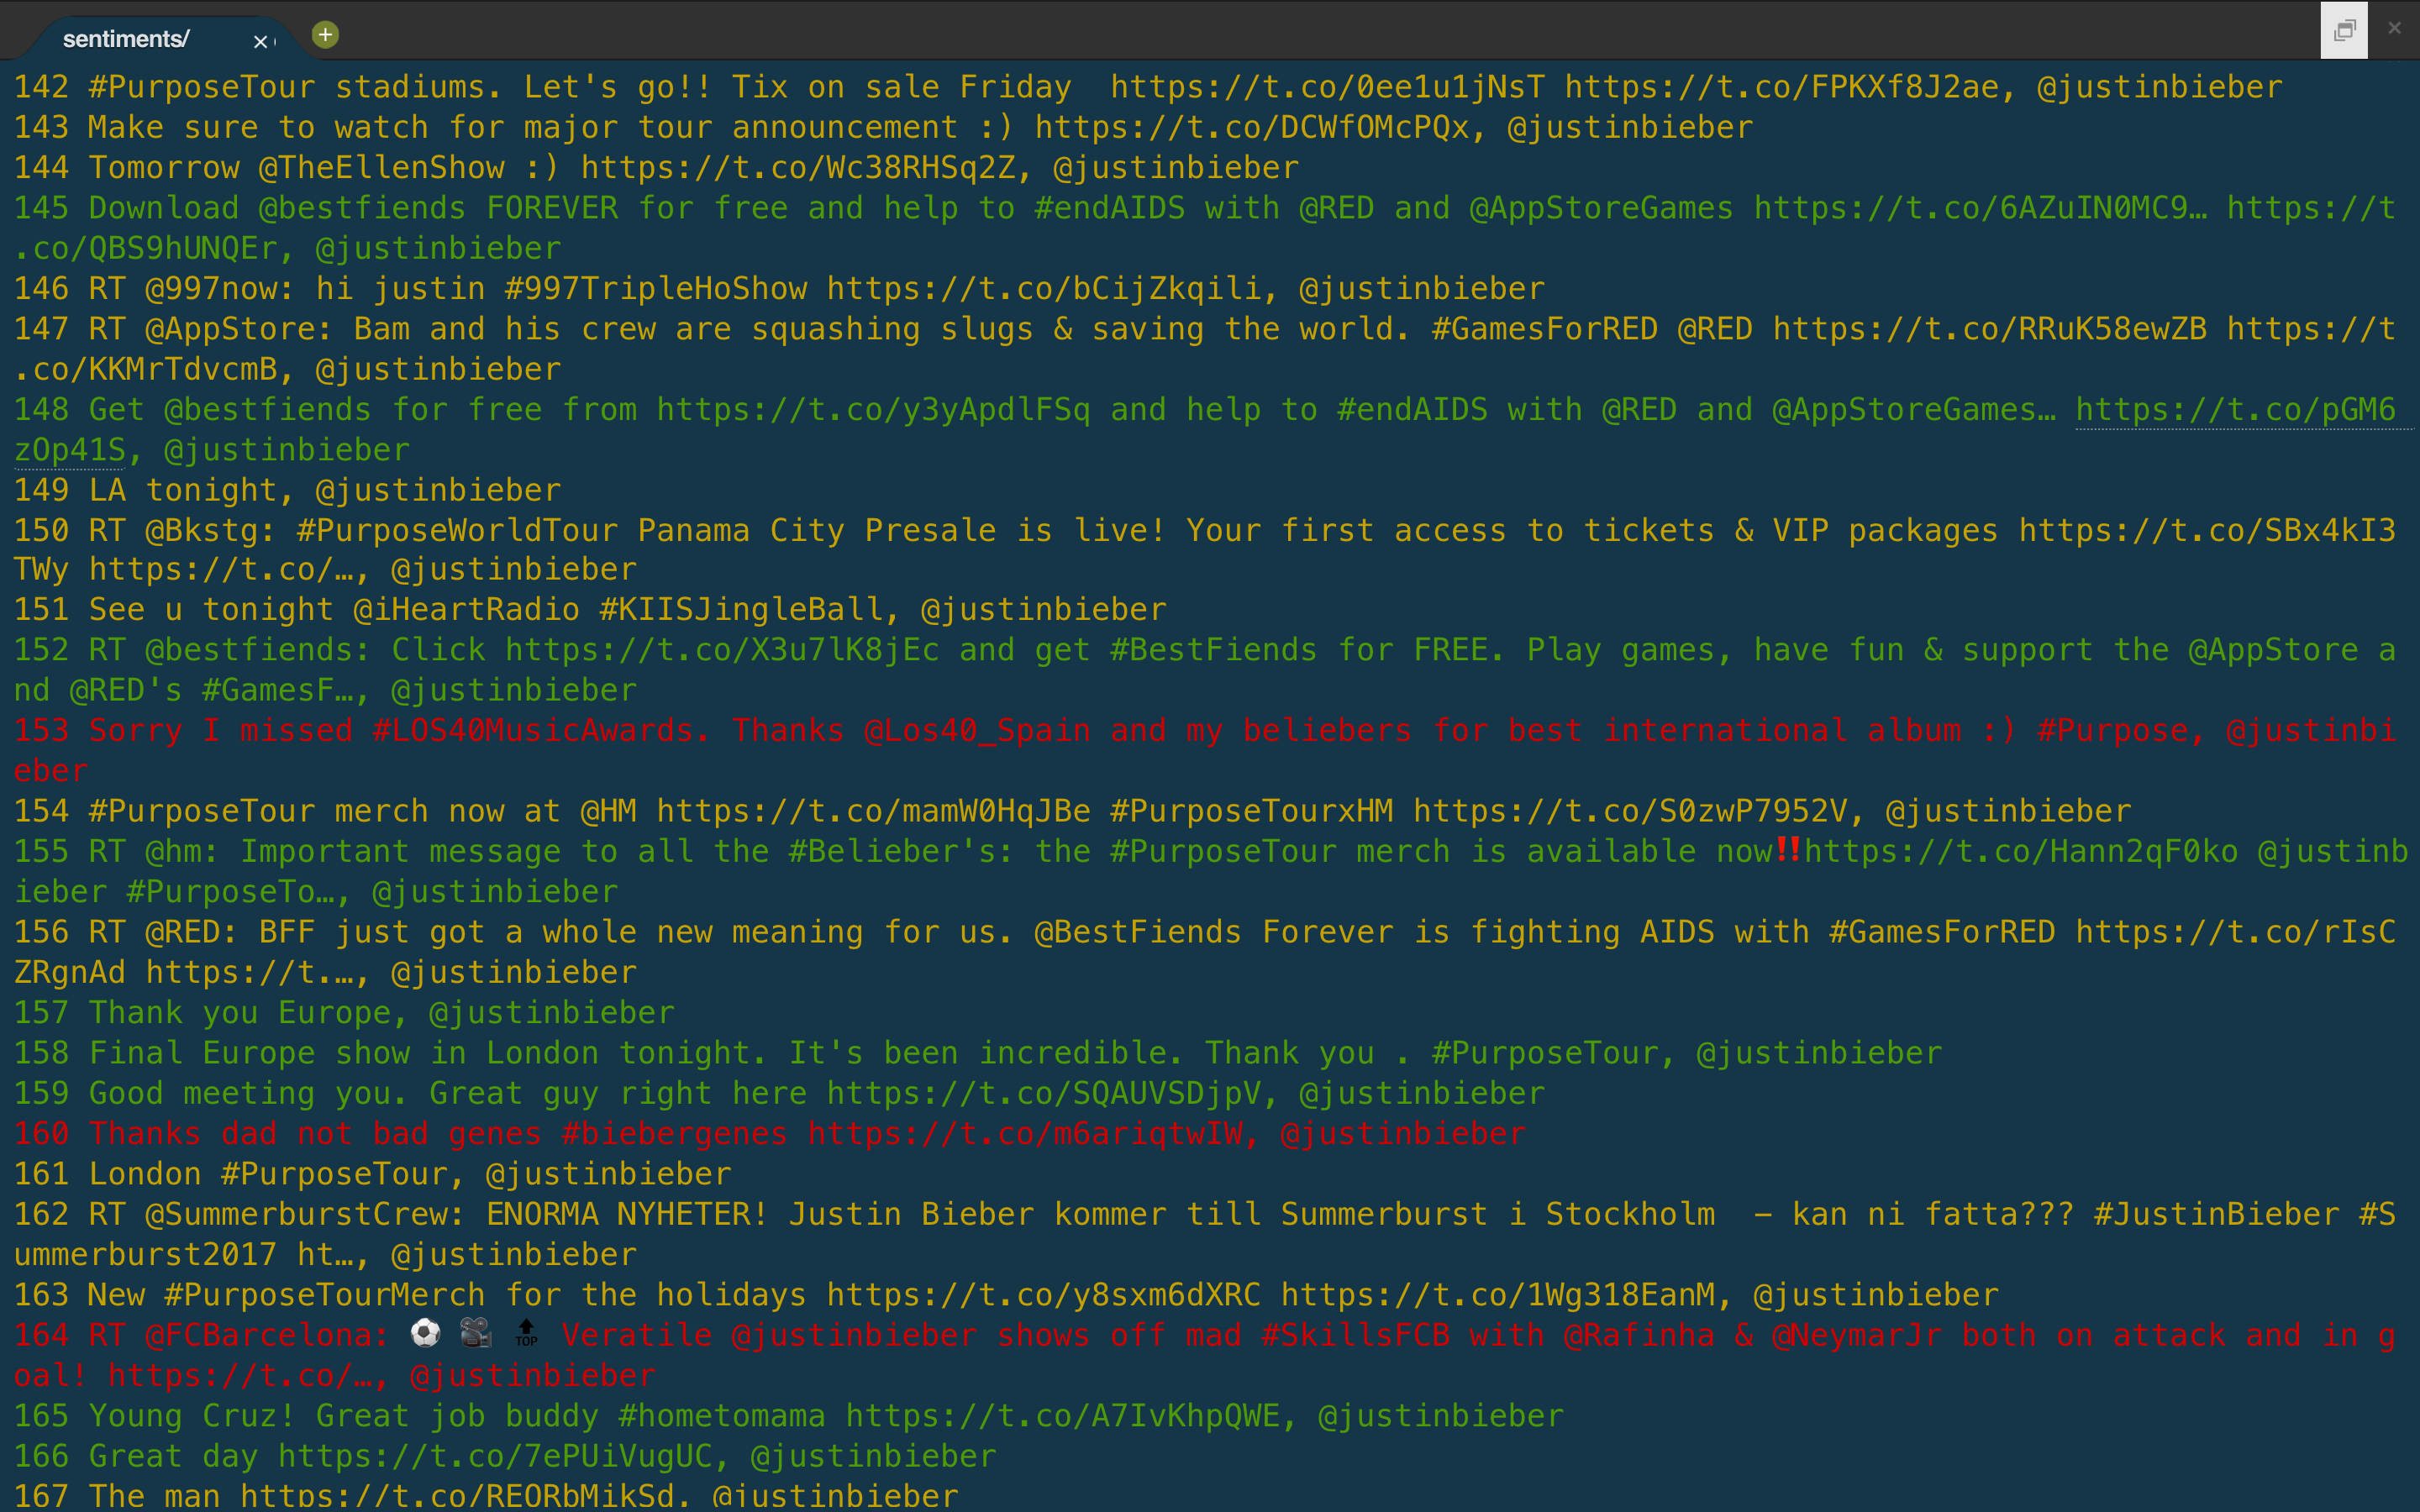 sentiments/
142 #PurposeTour stadiums. Let's go!! Tix on sale Friday  https://t.co/0ee1u1jNsT https://t.co/FPKXf8J2ae, @justinbieber
143 Make sure to watch for major tour announcement :) https://t.co/DCWfOMcPQx, @justinbieber
144 Tomorrow @TheEllenShow :) https://t.co/Wc38RHSq2Z, @justinbieber
145 Download @bestfiends FOREVER for free and help to #endAIDS with @RED and @AppStoreGames https://t.co/6AZuIN0MC9… https://t
.co/QBS9hUNQEr, @justinbieber
146 RT @997now: hi justin #997TripleHoShow https://t.co/bCijZkqili, @justinbieber
147 RT @AppStore: Bam and his crew are squashing slugs & saving the world. #GamesForRED @RED https://t.co/RRuK58ewZB https://t
.co/KKMrTdvcmB, @justinbieber
148 Get @bestfiends for free from https://t.co/y3yApdlFSq and help to #endAIDS with @RED and @AppStoreGames… https://t.co/pGM6
zOp41S, @justinbieber
149 LA tonight, @justinbieber
150 RT @Bkstg: #PurposeWorldTour Panama City Presale is live! Your first access to tickets & VIP packages https://t.co/SBx4kI3
TWy https://t.co/…, @justinbieber
151 See u tonight @iHeartRadio #KIISJingleBall, @justinbieber
152 RT @bestfiends: Click https://t.co/X3u7lK8jEc and get #BestFiends for FREE. Play games, have fun & support the @AppStore a
nd @RED's #GamesF…, @justinbieber
153 Sorry I missed #LOS40MusicAwards. Thanks @Los40_Spain and my beliebers for best international album :) #Purpose, @justinbi
eber
154 #PurposeTour merch now at @HM https://t.co/mamW0HqJBe #PurposeTourxHM https://t.co/S0zwP7952V, @justinbieber
155 RT @hm: Important message to all the #Belieber's: the #PurposeTour merch is available now‼️https://t.co/Hann2qF0ko @justinb
ieber #PurposeTo…, @justinbieber
156 RT @RED: BFF just got a whole new meaning for us. @BestFiends Forever is fighting AIDS with #GamesForRED https://t.co/rIsC
ZRgnAd https://t.…, @justinbieber
157 Thank you Europe, @justinbieber
158 Final Europe show in London tonight. It's been incredible. Thank you . #PurposeTour, @justinbieber
159 Good meeting you. Great guy right here https://t.co/SQAUVSDjpV, @justinbieber
160 Thanks dad not bad genes #biebergenes https://t.co/m6ariqtwIW, @justinbieber
161 London #PurposeTour, @justinbieber
162 RT @SummerburstCrew: ENORMA NYHETER! Justin Bieber kommer till Summerburst i Stockholm  – kan ni fatta??? #JustinBieber #S
ummerburst2017 ht…, @justinbieber
163 New #PurposeTourMerch for the holidays https://t.co/y8sxm6dXRC https://t.co/1Wg318EanM, @justinbieber
164 RT @FCBarcelona: ⚽ 🎥 🔝 Veratile @justinbieber shows off mad #SkillsFCB with @Rafinha & @NeymarJr both on attack and in g
oal! https://t.co/…, @justinbieber
165 Young Cruz! Great job buddy #hometomama https://t.co/A7IvKhpQWE, @justinbieber
166 Great day https://t.co/7ePUiVugUC, @justinbieber
167 The man https://t.co/REORbMikSd, @justinbieber